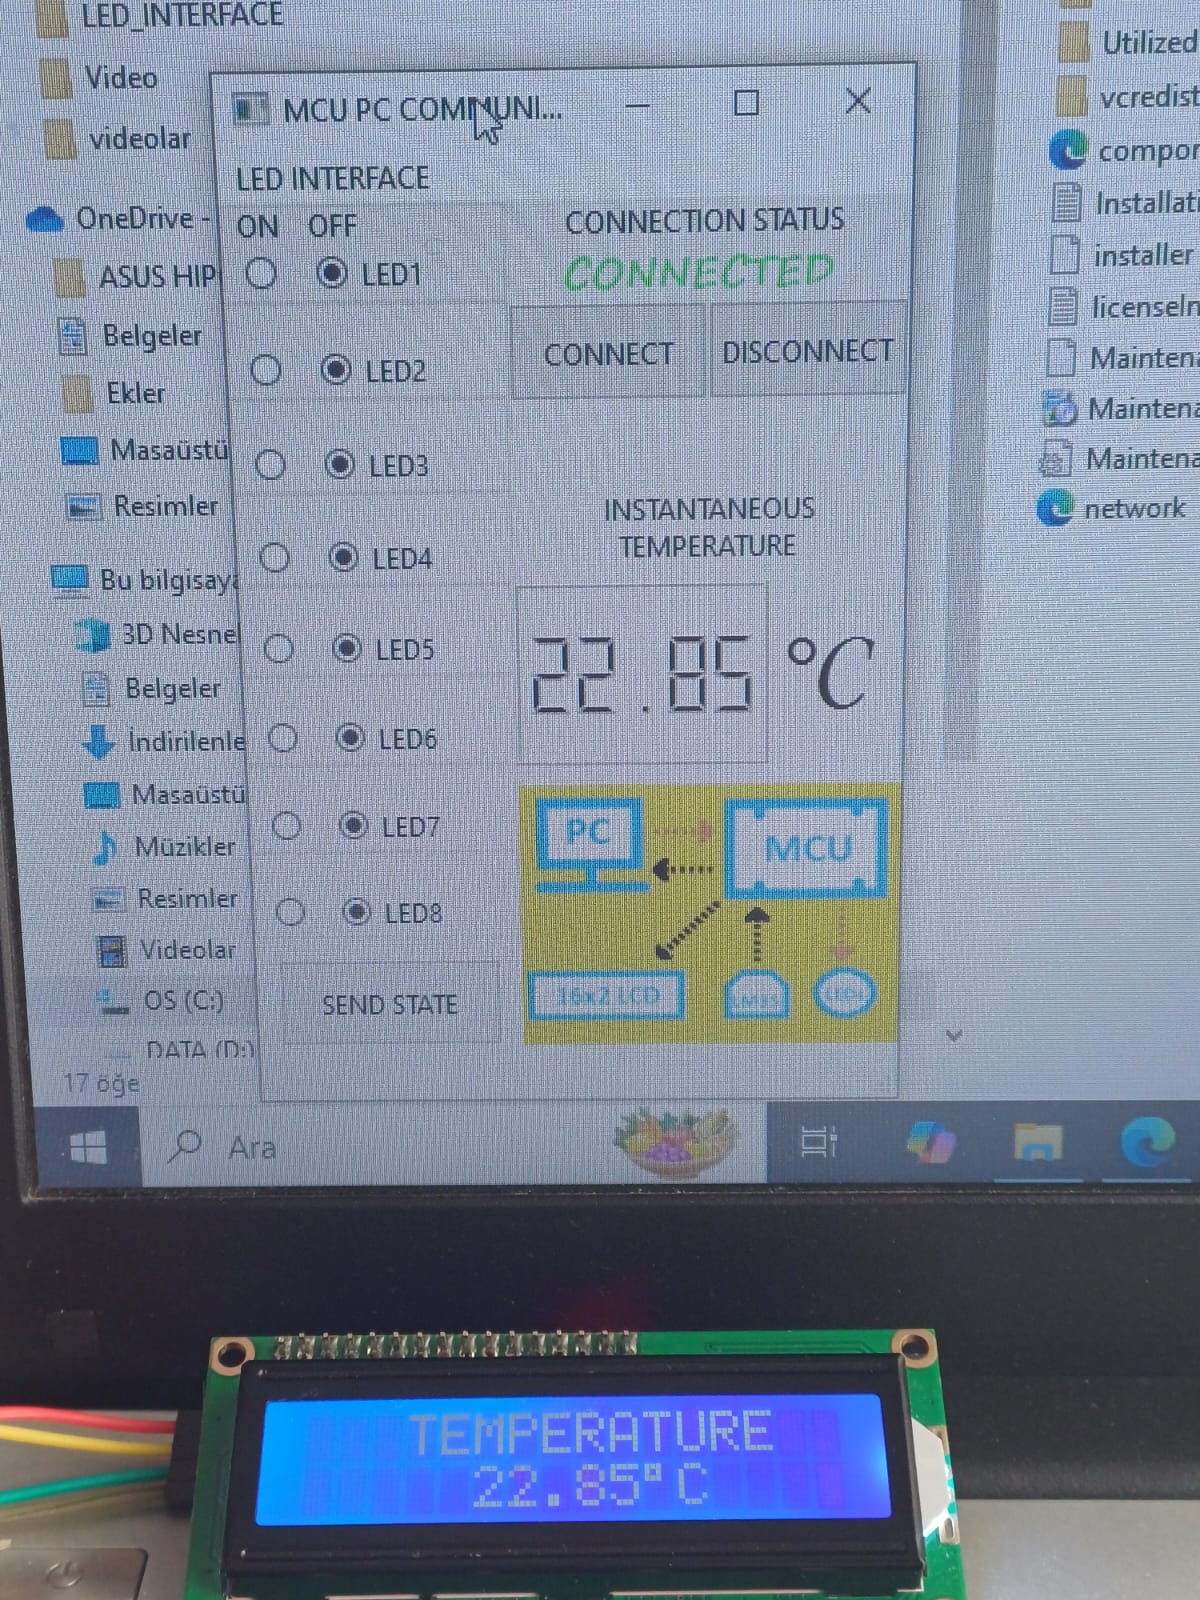 LED_INTERFACE
Video
videolar
OneDrive -
ASUS HIP
Belgeler
Ekler
Masaüstü
Resimler
Bu bilgisaya
3D Nesnel
Belgeler
İndirilenle
Masaüstü
Müzikler
Resimler
Videolar
OS (C:)
DATA (D:)
17 öğe
MCU PC COMMUNI...
LED INTERFACE
ON OFF
LED1
LED2
LED3
LED4
LED5
LED6
LED7
LED8
SEND STATE
CONNECTION STATUS
CONNECTED
CONNECT DISCONNECT
INSTANTANEOUS
TEMPERATURE
22.85 °C
PC MCU
16x2 LCD LM35 LEDs
Utilized
vcredist
compor
Installati
installer
licenseIn
Maintena
Maintena
Maintena
network
Ara
TEMPERATURE
22.85°C